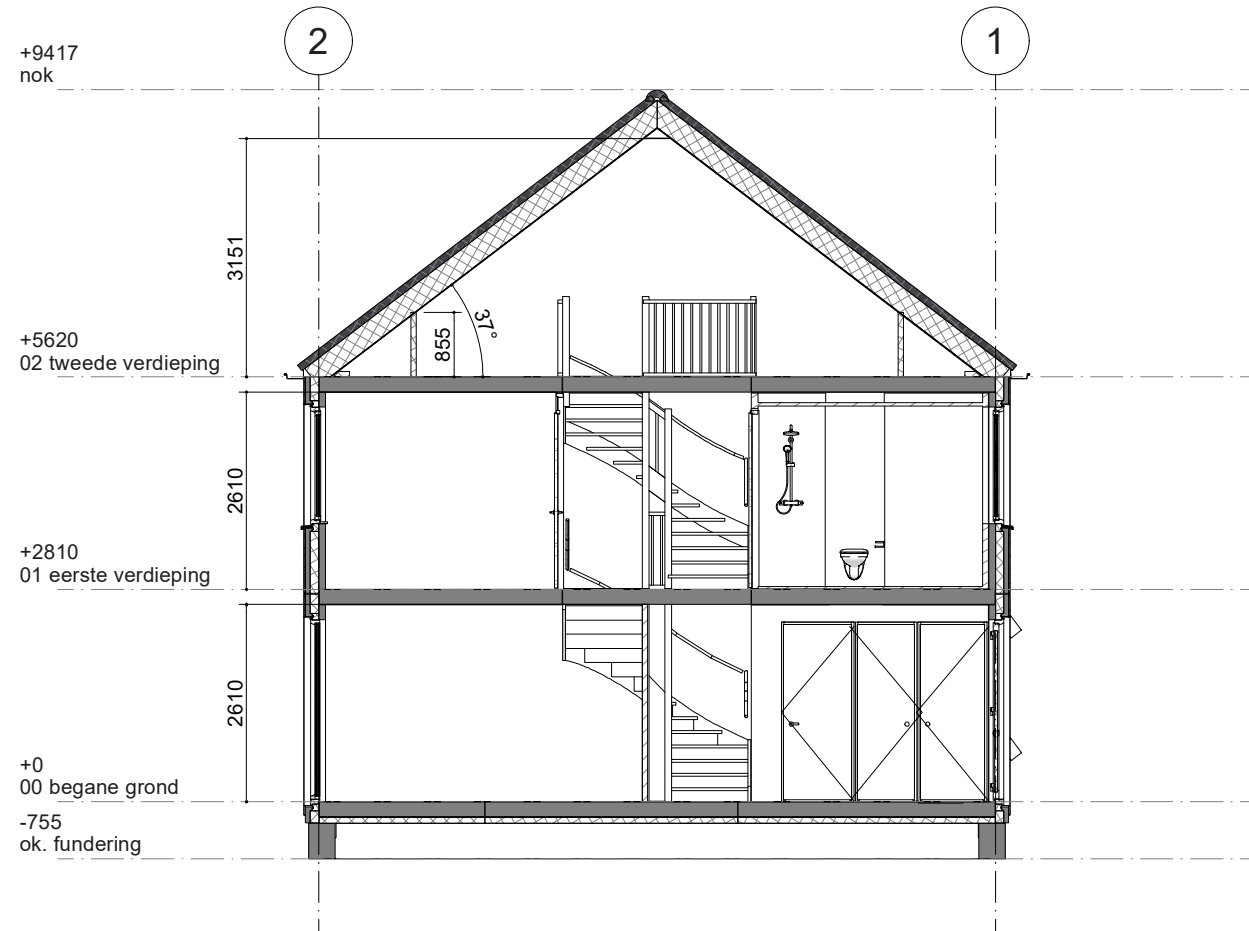 2
1
+9417
nok
3151
37°
855
+5620
02 tweede verdieping
2610
+2810
01 eerste verdieping
2610
+0
00 begane grond
-755
ok. fundering